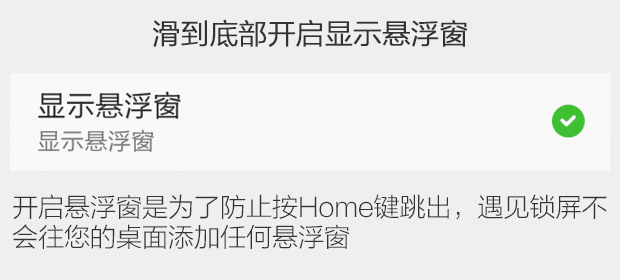 滑到底部开启显示悬浮窗
显示悬浮窗
显示悬浮窗
开启悬浮窗是为了防止按Home键跳出，遇见锁屏不
会往您的桌面添加任何悬浮窗